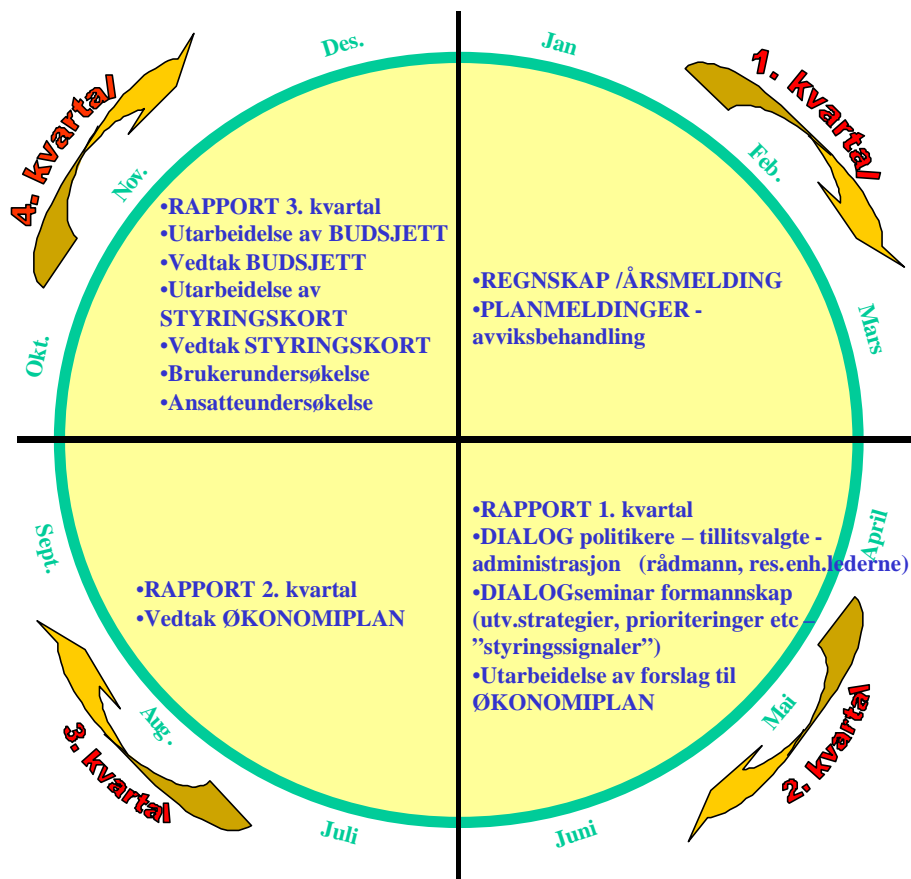 Des.
Jan
1. kvartal
4. kvartal
Nov.
Feb.
•RAPPORT 3. kvartal
•Utarbeidelse av BUDSJETT
•Vedtak BUDSJETT
•Utarbeidelse av
STYRINGSKORT
•Vedtak STYRINGSKORT
•Brukerundersøkelse
•Ansatteundersøkelse
•REGNSKAP /ÅRSMELDING
•PLANMELDINGER -
avviksbehandling
Okt.
Mars
Sept.
April
•RAPPORT 2. kvartal
•Vedtak ØKONOMIPLAN
•RAPPORT 1. kvartal
•DIALOG politikere – tillitsvalgte -
administrasjon (rådmann, res.enh.lederne)
•DIALOGseminar formannskap
(utv.strategier, prioriteringer etc –
”styringssignaler”)
•Utarbeidelse av forslag til
ØKONOMIPLAN
Aug.
Mai
3. kvartal
2. kvartal
Juli
Juni